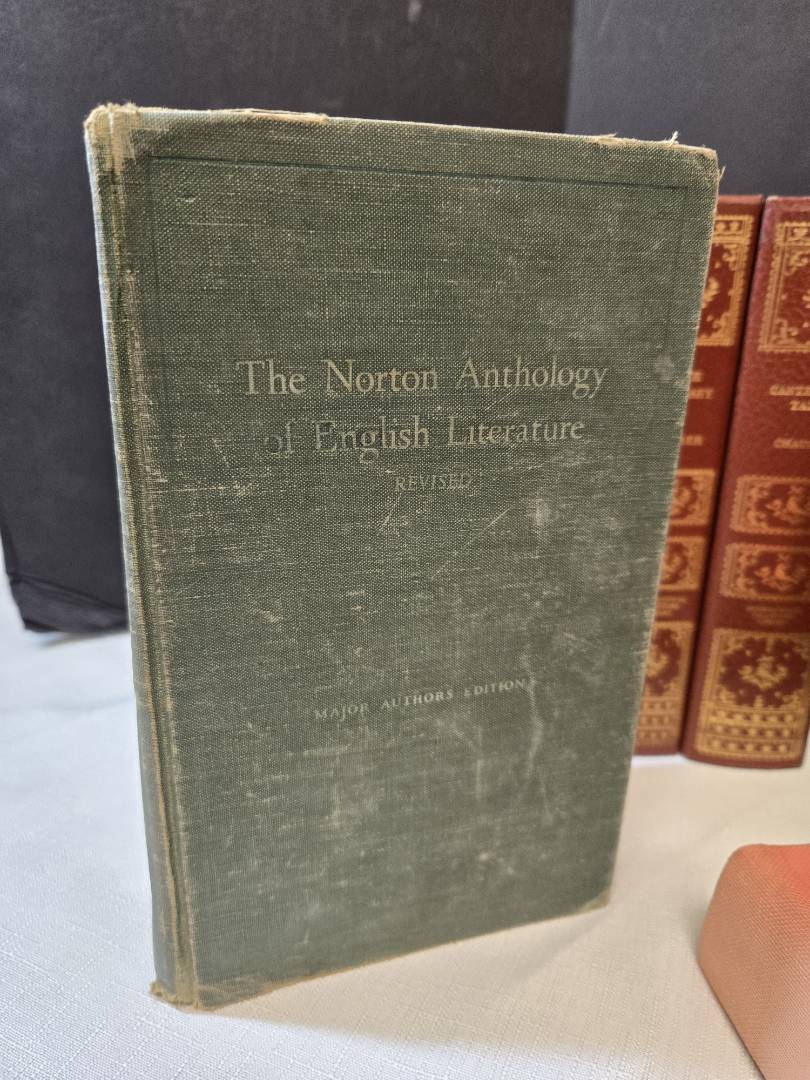 The Norton Anthology
of English Literature
REVISED
MAJOR AUTHORS EDITION